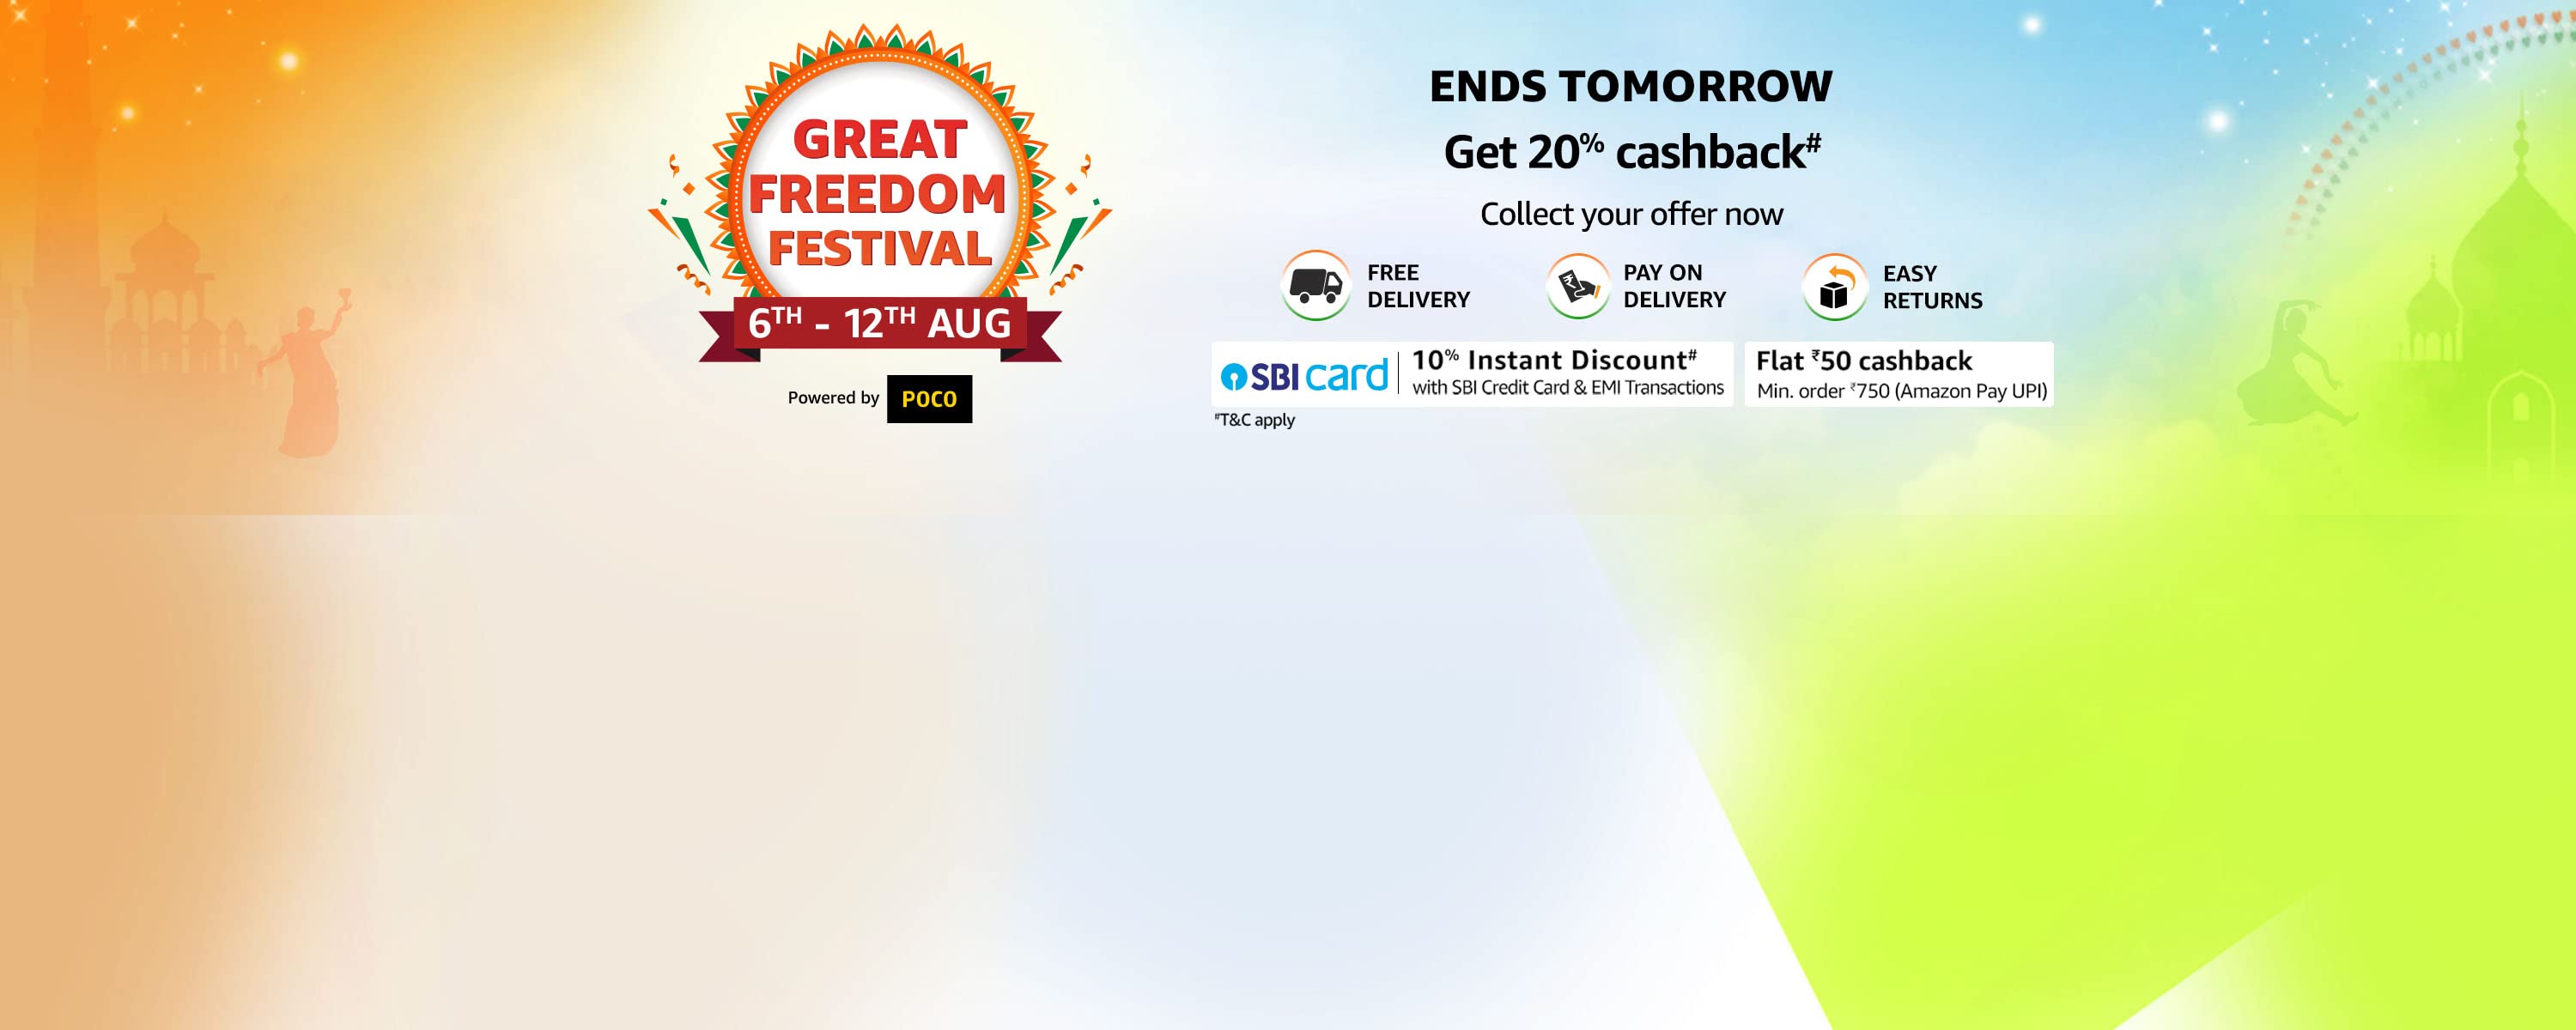 GREAT
FREEDOM
FESTIVAL
6TH - 12TH AUG
Powered by POCO
ENDS TOMORROW
Get 20% cashback#
Collect your offer now
FREE
DELIVERY
PAY ON
DELIVERY
EASY
RETURNS
SBI card
10% Instant Discount#
with SBI Credit Card & EMI Transactions
Flat ₹50 cashback
Min. order ₹750 (Amazon Pay UPI)
#T&C apply